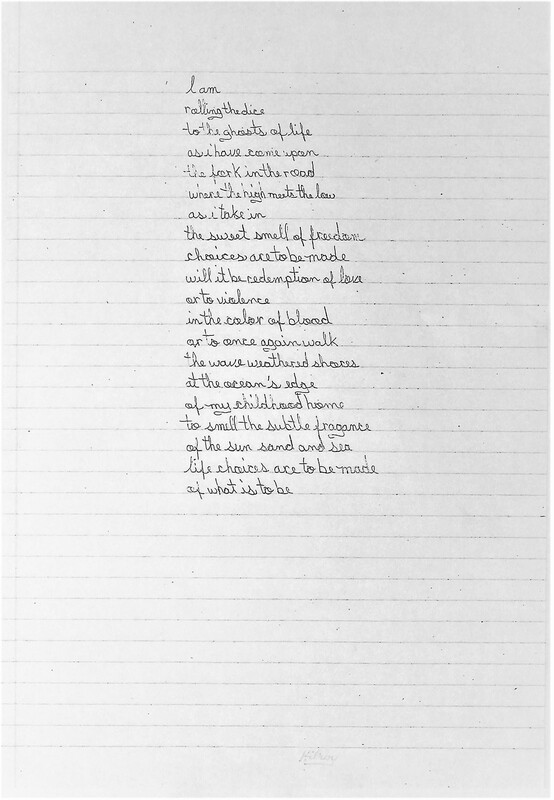 I am
rolling the dice
to the ghosts of life
as i have come upon
the fork in the road
where the high meets the low
as i take in
the sweet smell of freedom
choices are to be made
will it be redemption of love
or to violence
in the color of blood
or to once again walk
the wave weathered shores
at the ocean's edge
of my childhood home
to smell the subtle fragance
of the sun sand and sea
life choices are to be made
of what is to be